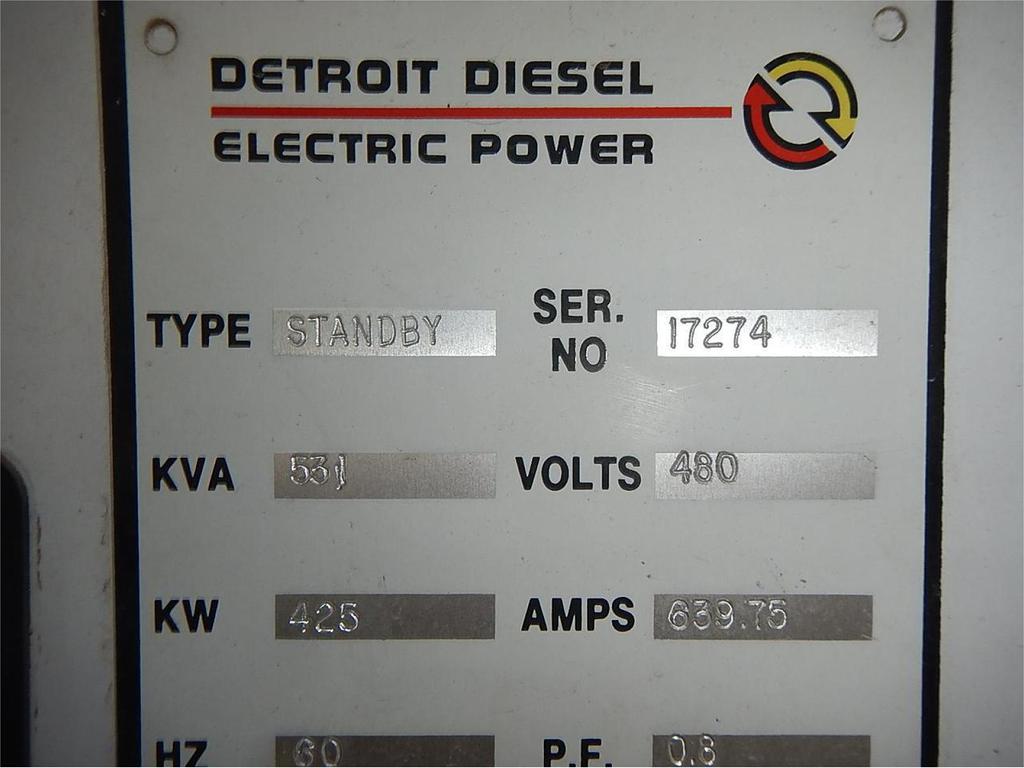 DETROIT DIESEL
ELECTRIC POWER
TYPE STANDBY SER. NO 17274
KVA 531 VOLTS 480
KW 425 AMPS 639.75
HZ 60 P.F. 0.8